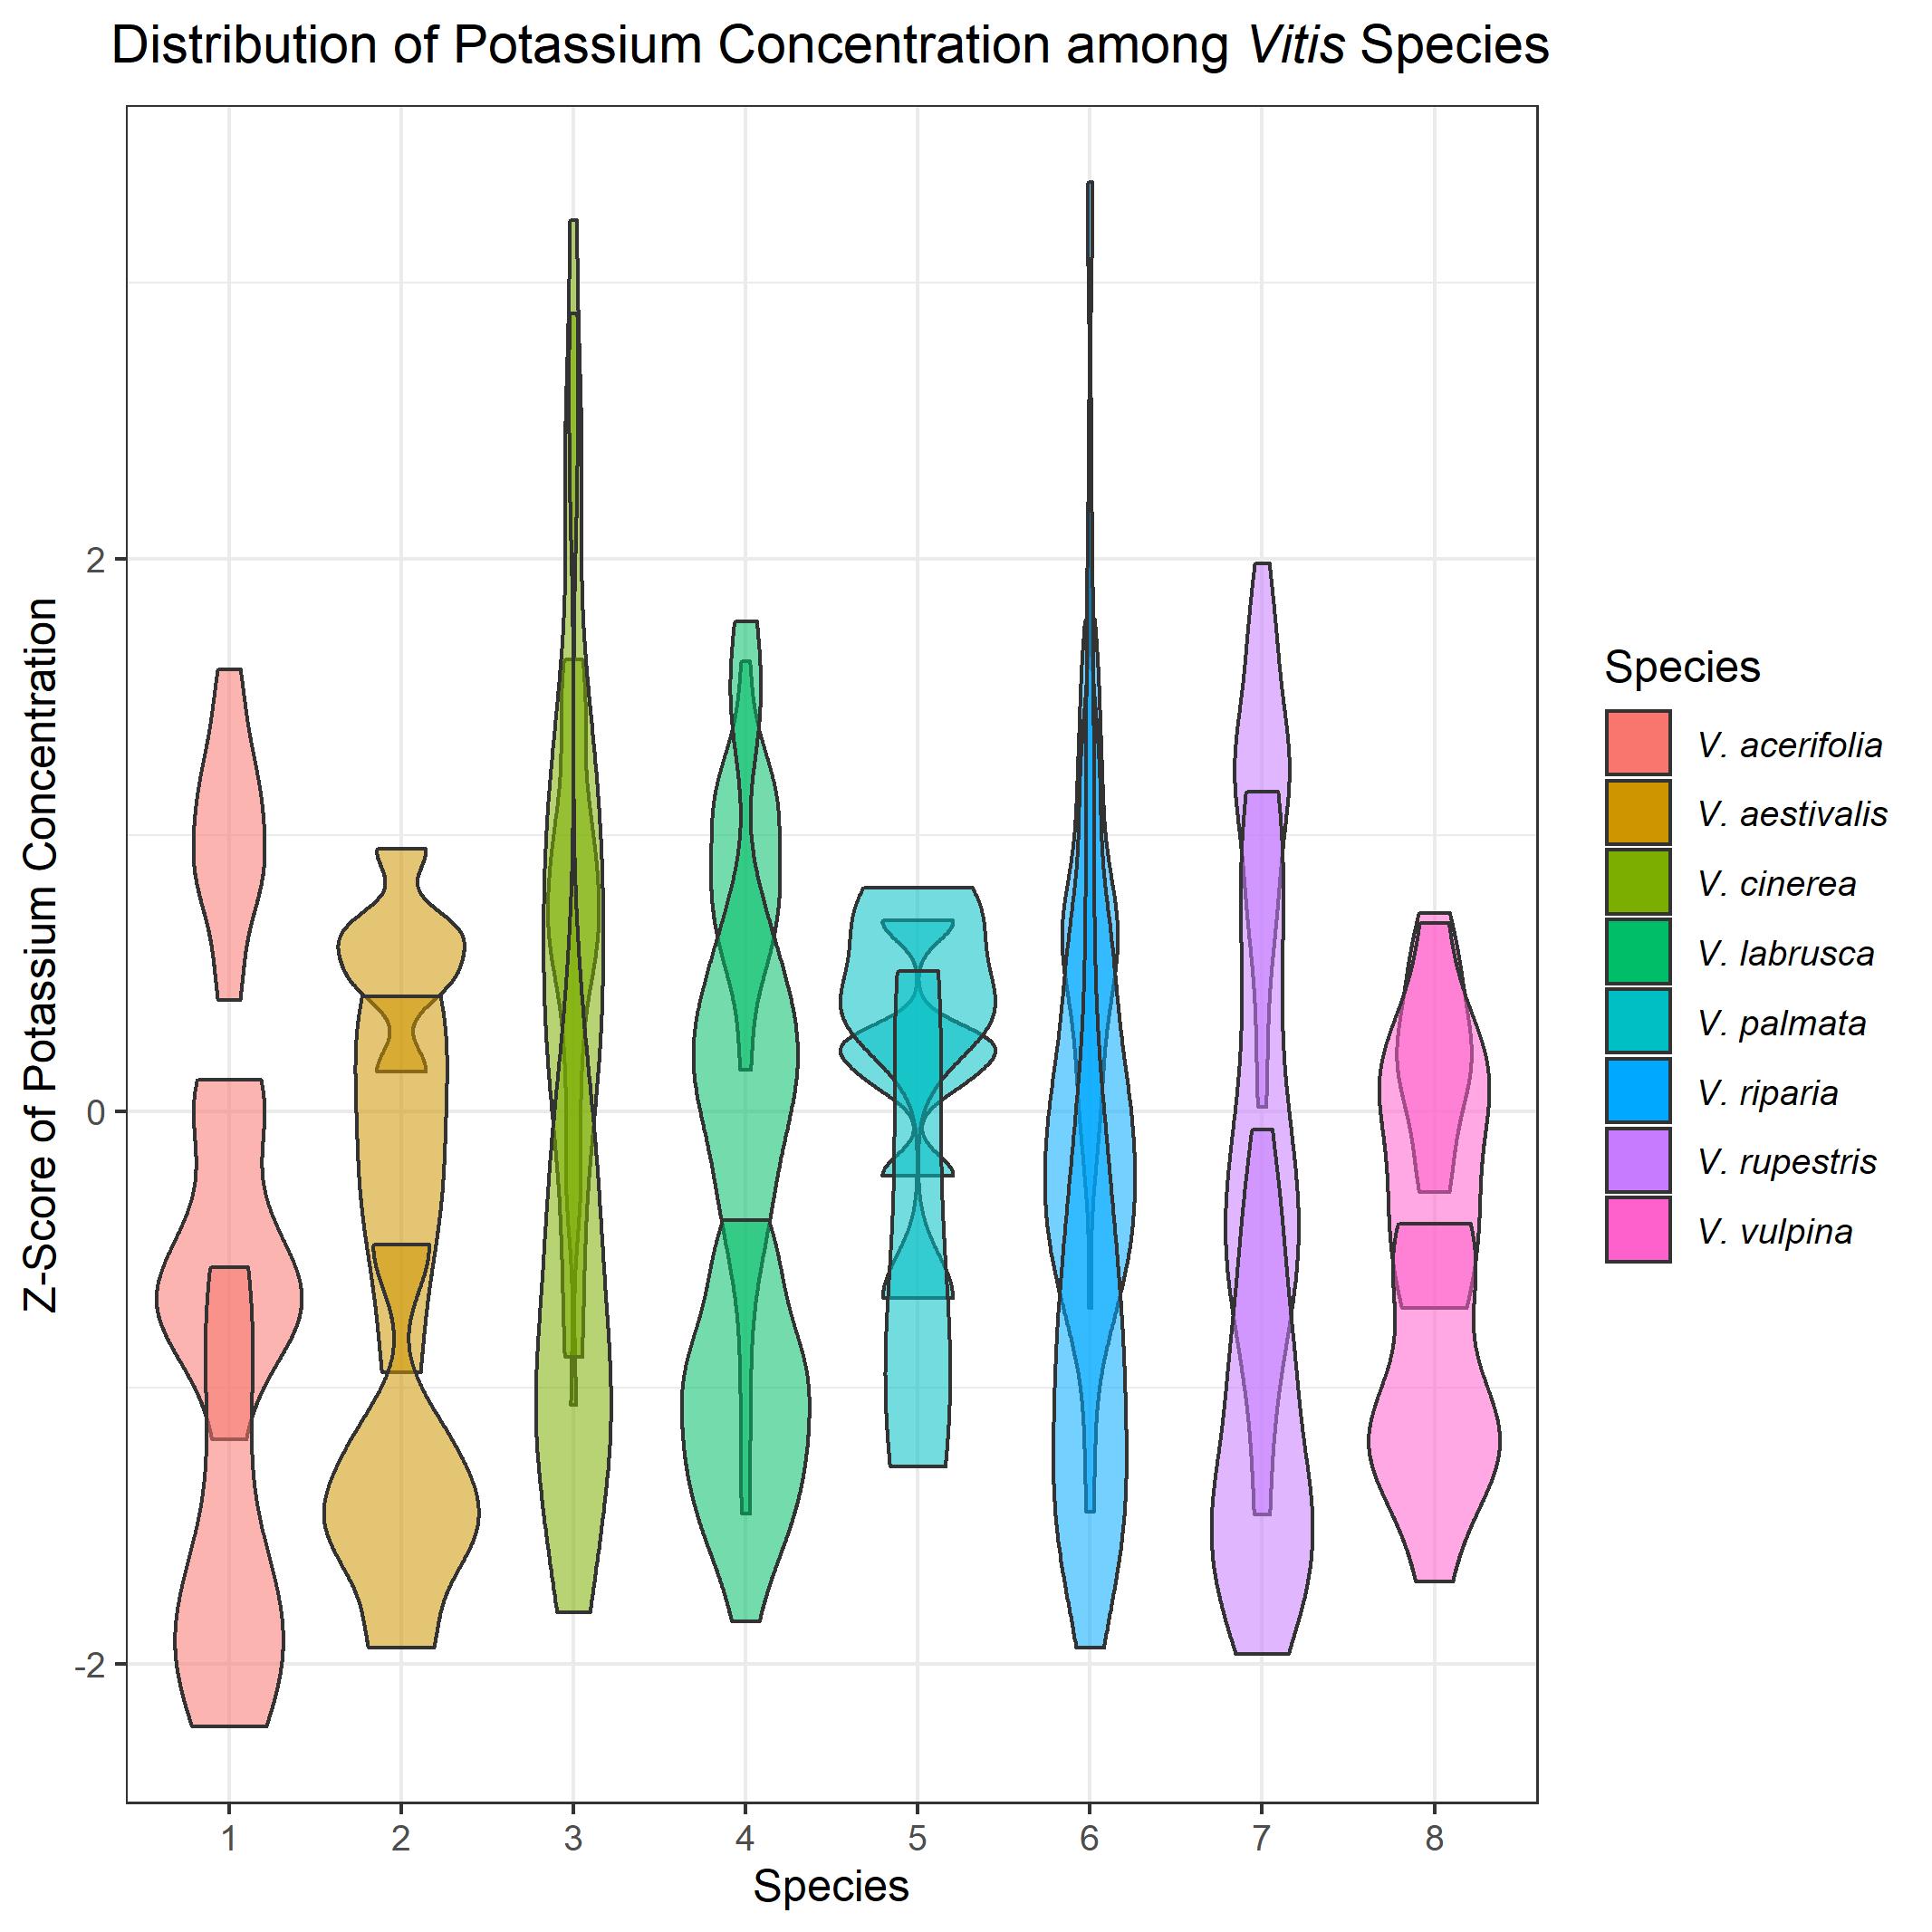 Distribution of Potassium Concentration among Vitis Species
Z-Score of Potassium Concentration
2
0
-2
1 2 3 4 5 6 7 8
Species
Species
V. acerifolia
V. aestivalis
V. cinerea
V. labrusca
V. palmata
V. riparia
V. rupestris
V. vulpina